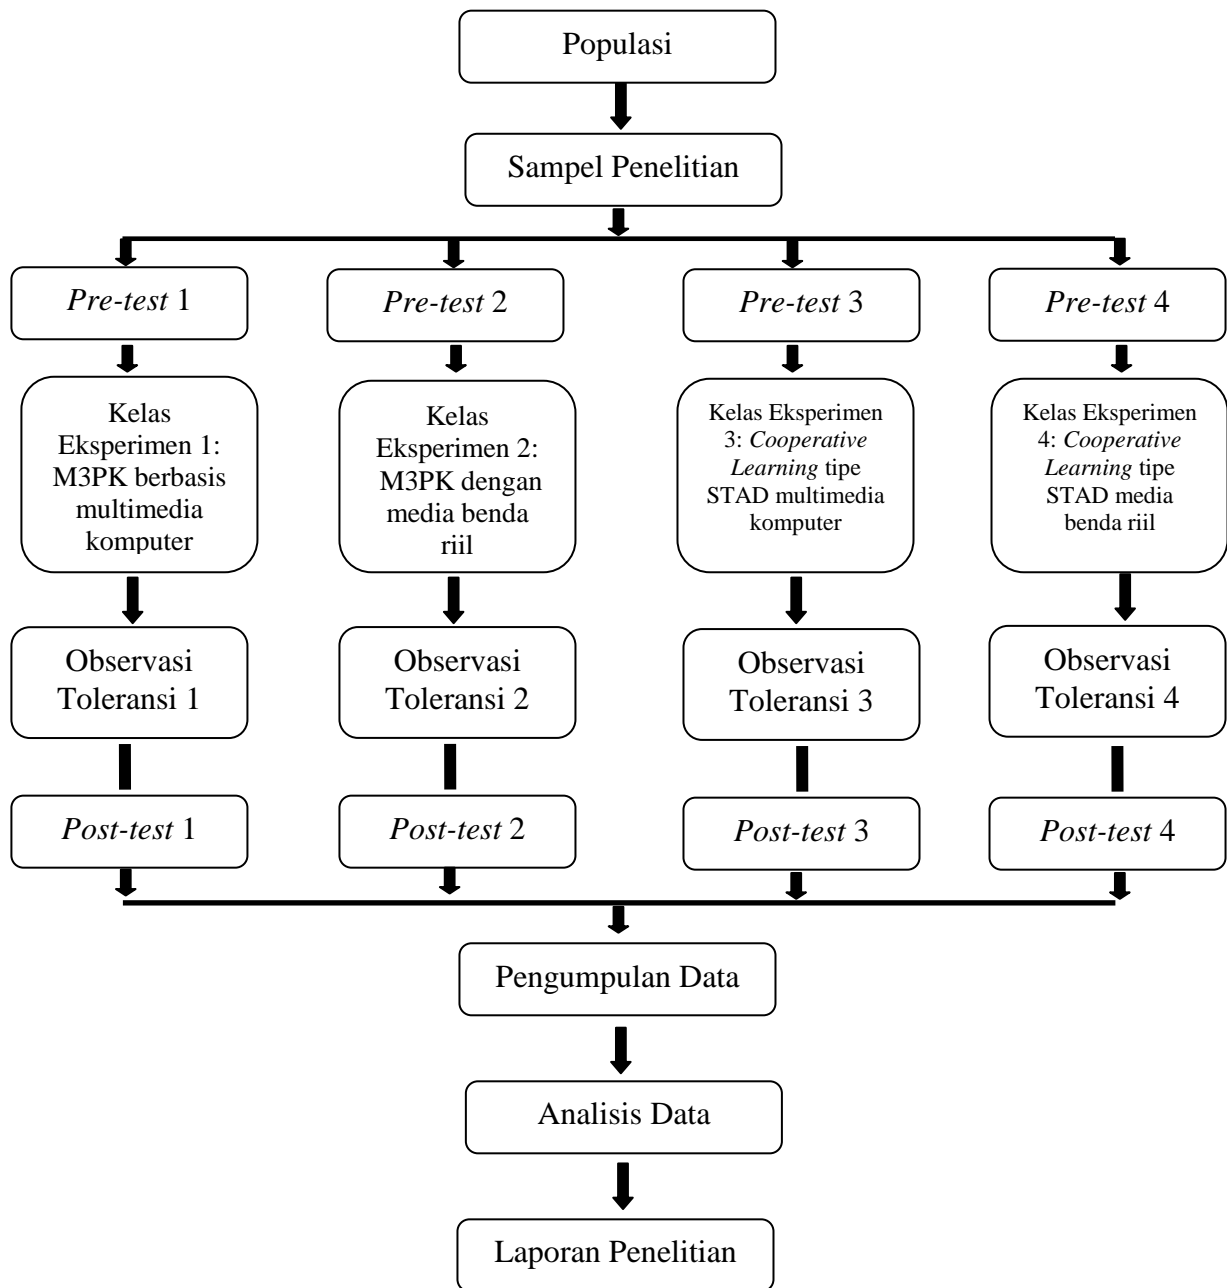 Populasi
Sampel Penelitian
Pre-test 1
Pre-test 2
Pre-test 3
Pre-test 4
Kelas
Eksperimen 1:
M3PK berbasis
multimedia
komputer
Kelas
Eksperimen 2:
M3PK dengan
media benda
riil
Kelas Eksperimen
3: Cooperative
Learning tipe
STAD multimedia
komputer
Kelas Eksperimen
4: Cooperative
Learning tipe
STAD media
benda riil
Observasi
Toleransi 1
Observasi
Toleransi 2
Observasi
Toleransi 3
Observasi
Toleransi 4
Post-test 1
Post-test 2
Post-test 3
Post-test 4
Pengumpulan Data
Analisis Data
Laporan Penelitian